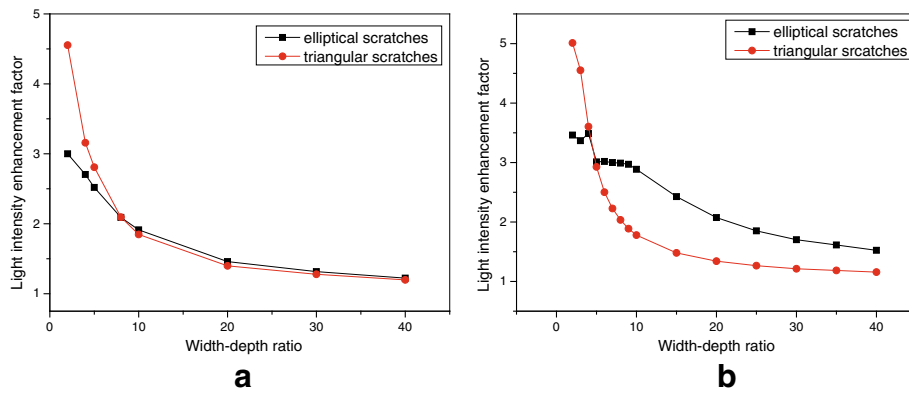 5
4
3
2
1
0
10
20
30
40
Light intensity enhancement factor
Width-depth ratio
elliptical scratches
triangular scratches
a
5
4
3
2
1
0
10
20
30
40
Light intensity enhancement factor
Width-depth ratio
elliptical scratches
triangular srcatches
b